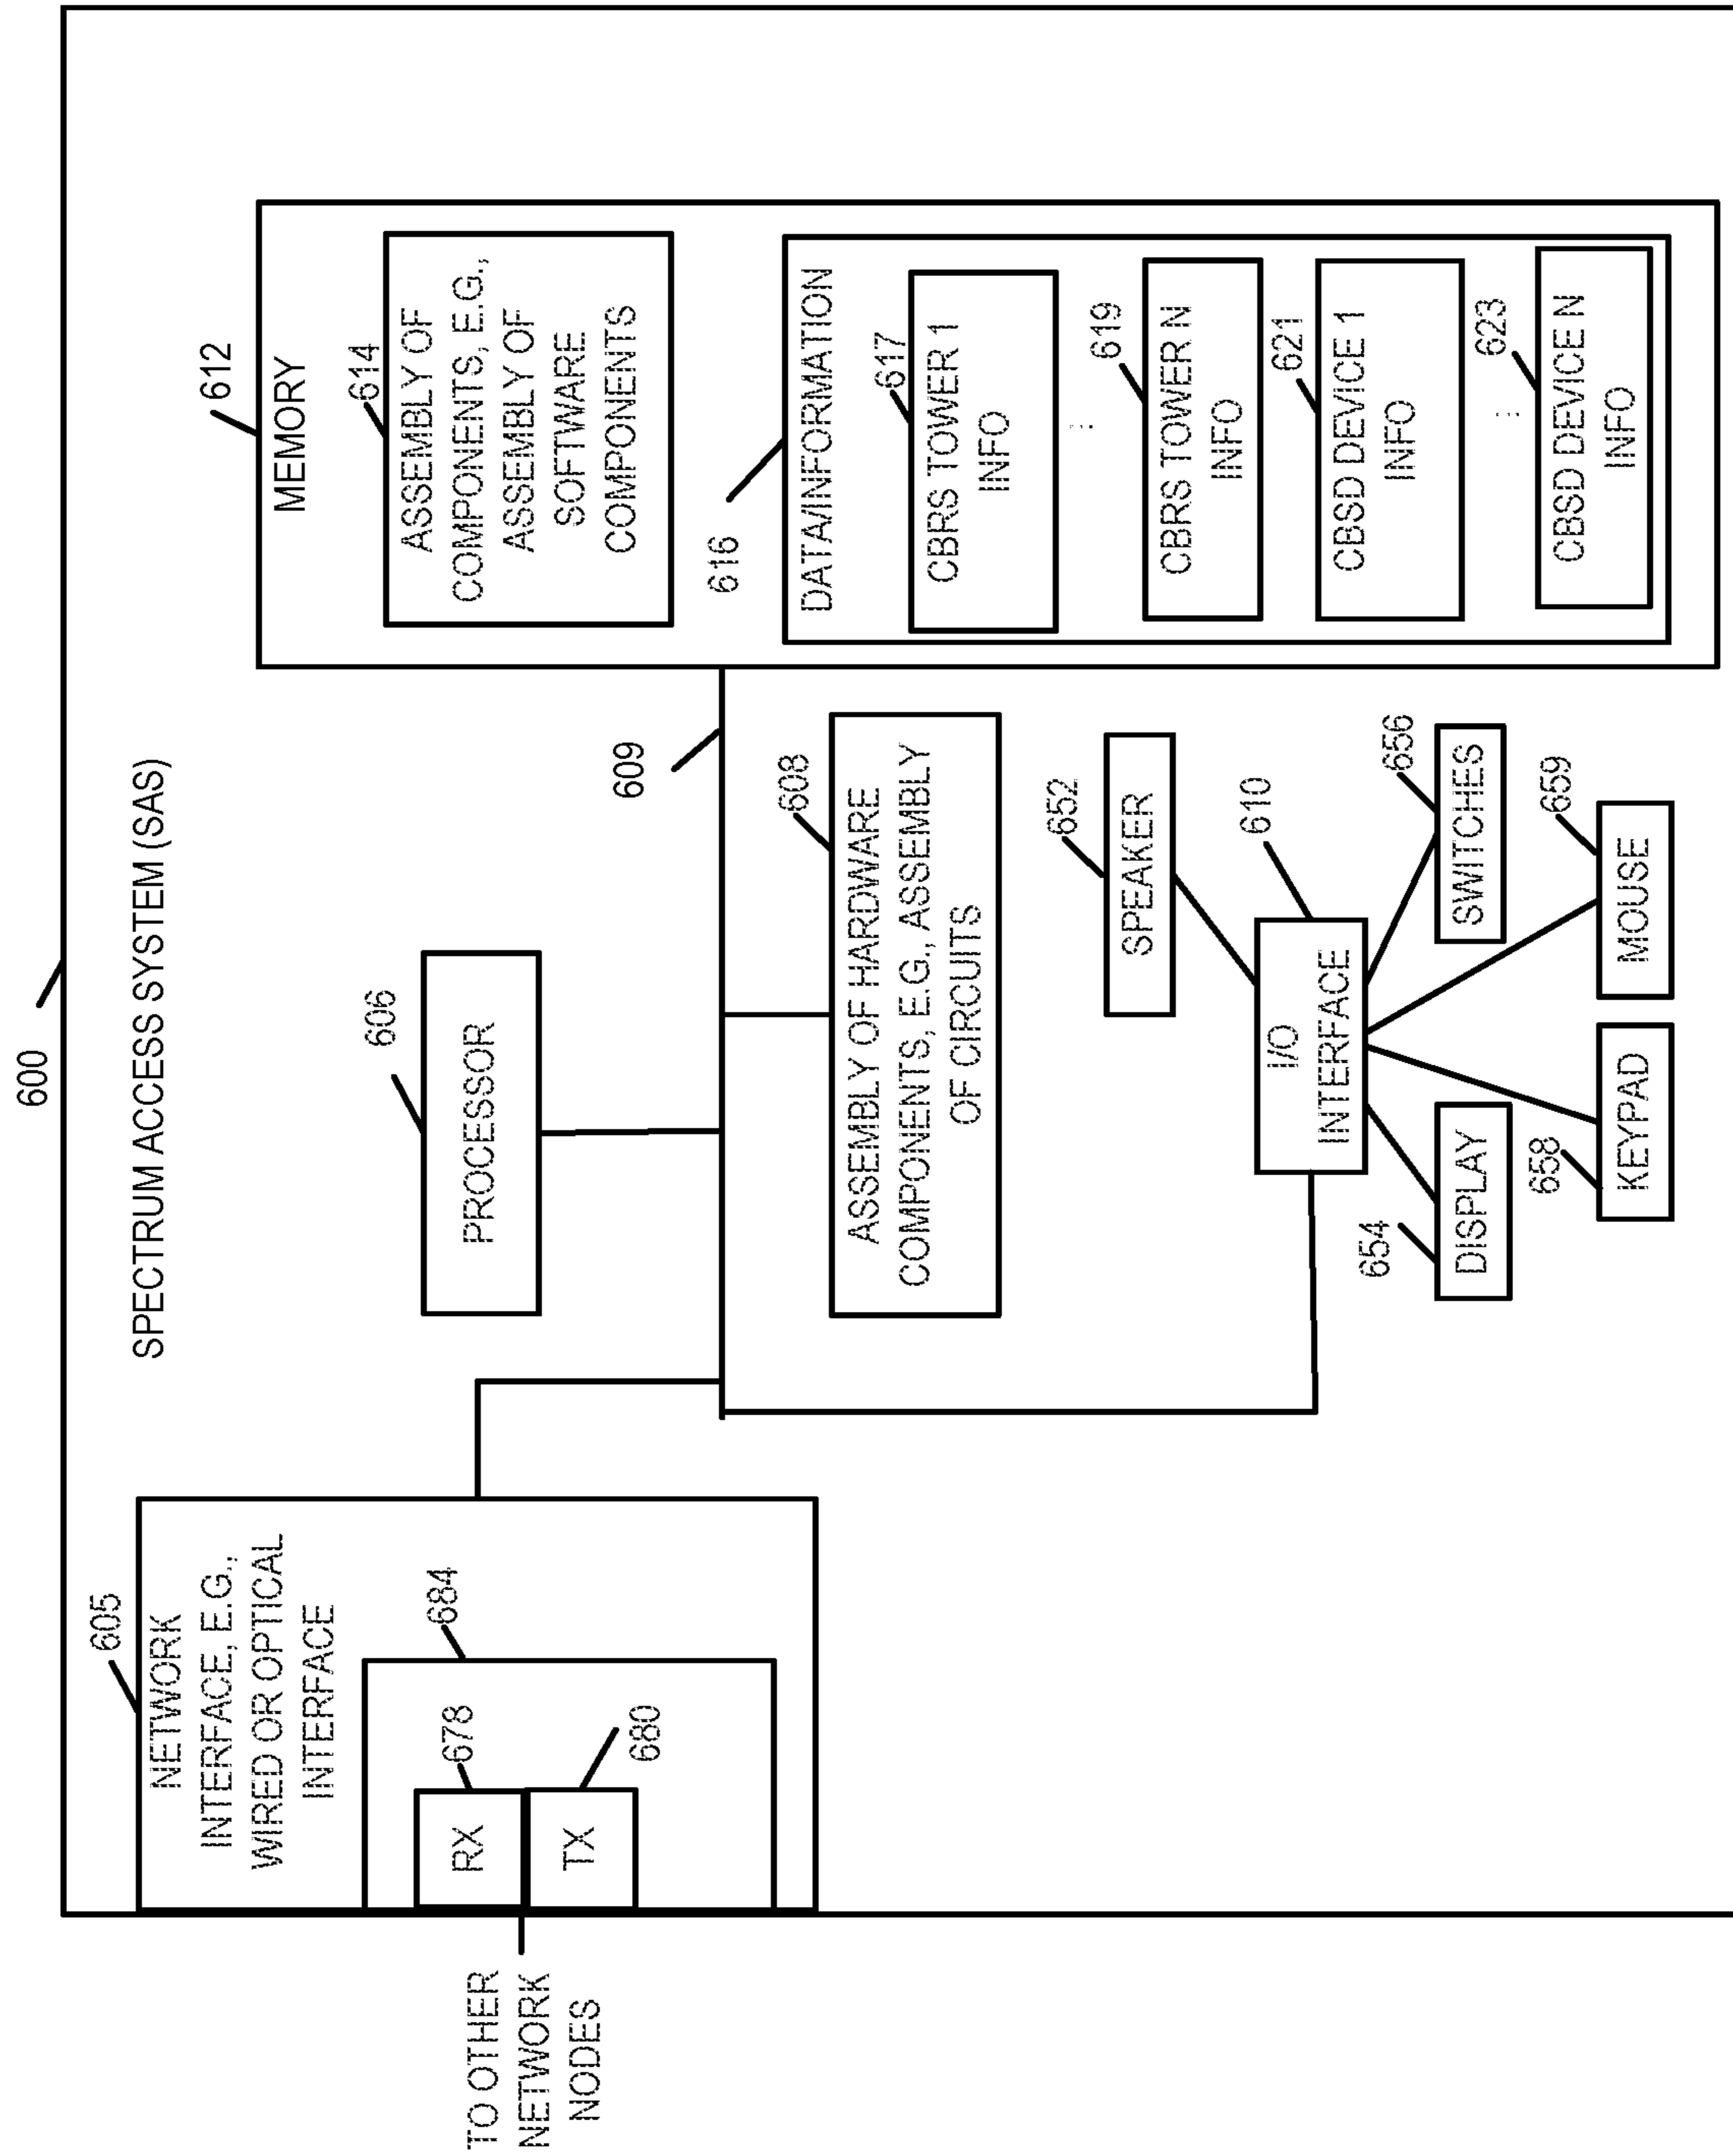 600
SPECTRUM ACCESS SYSTEM (SAS)
605
NETWORK
INTERFACE, E.G.,
WIRED OR OPTICAL
INTERFACE
684
RX
678
TX
680
TO OTHER
NETWORK
NODES
606
PROCESSOR
609
608
ASSEMBLY OF HARDWARE
COMPONENTS, E.G., ASSEMBLY
OF CIRCUITS
652
SPEAKER
610
I/O
INTERFACE
654
DISPLAY
656
SWITCHES
658
KEYPAD
659
MOUSE
612
MEMORY
614
ASSEMBLY OF
COMPONENTS, E.G.,
ASSEMBLY OF
SOFTWARE
COMPONENTS
616
DATA/INFORMATION
617
CBRS TOWER 1
INFO
619
CBRS TOWER N
INFO
621
CBSD DEVICE 1
INFO
623
CBSD DEVICE N
INFO